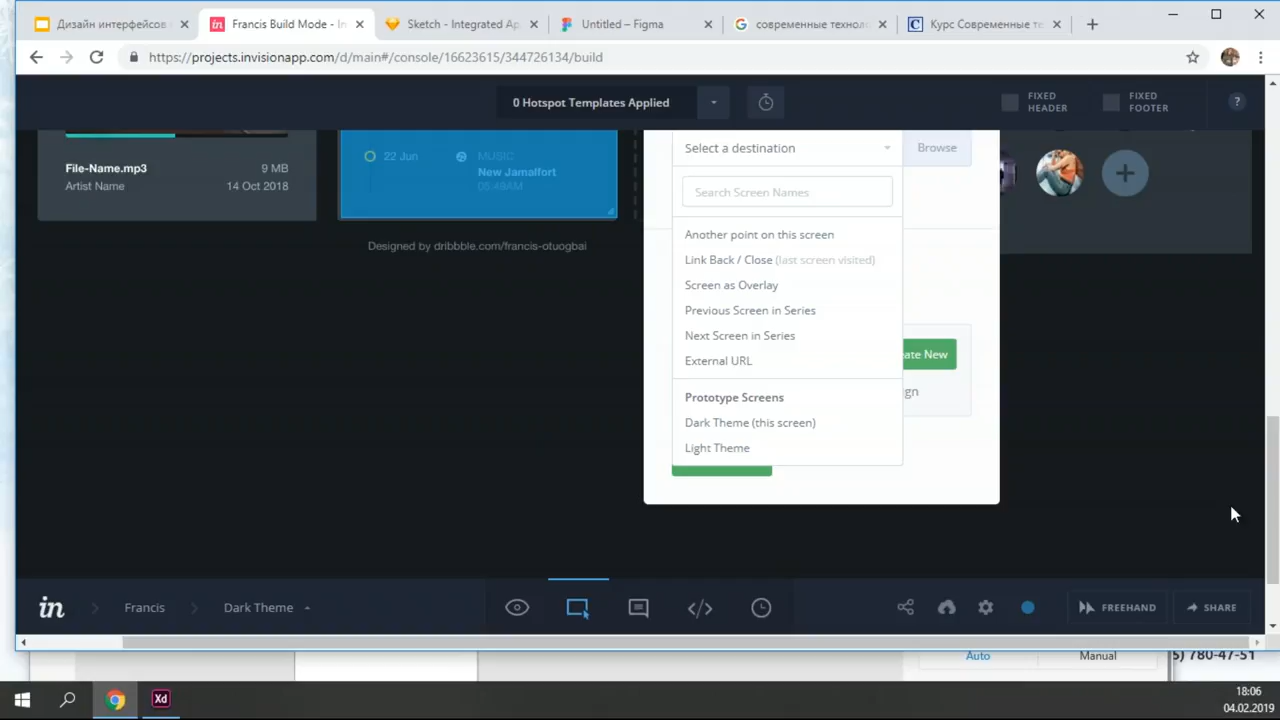 Дизайн интерфейсов
Francis Build Mode - In
Sketch - Integrated Ap
Untitled – Figma
современные технол
Курс Современные те
https://projects.invisionapp.com/d/main#/console/16623615/344726134/build
0 Hotspot Templates Applied
FIXED
HEADER
FIXED
FOOTER
?
File-Name.mp3
9 MB
Artist Name
14 Oct 2018
22 Jun
MUSIC
New Jamalfort
05.49AM
Designed by dribbble.com/francis-otuogbai
Select a destination
Browse
Search Screen Names
Another point on this screen
Link Back / Close (last screen visited)
Screen as Overlay
Previous Screen in Series
Next Screen in Series
External URL
ate New
Prototype Screens
gn
Dark Theme (this screen)
Light Theme
in
Francis
Dark Theme
FREEHAND
SHARE
Auto
Manual
5) 780-47-51
Xd
18:06
04.02.2019